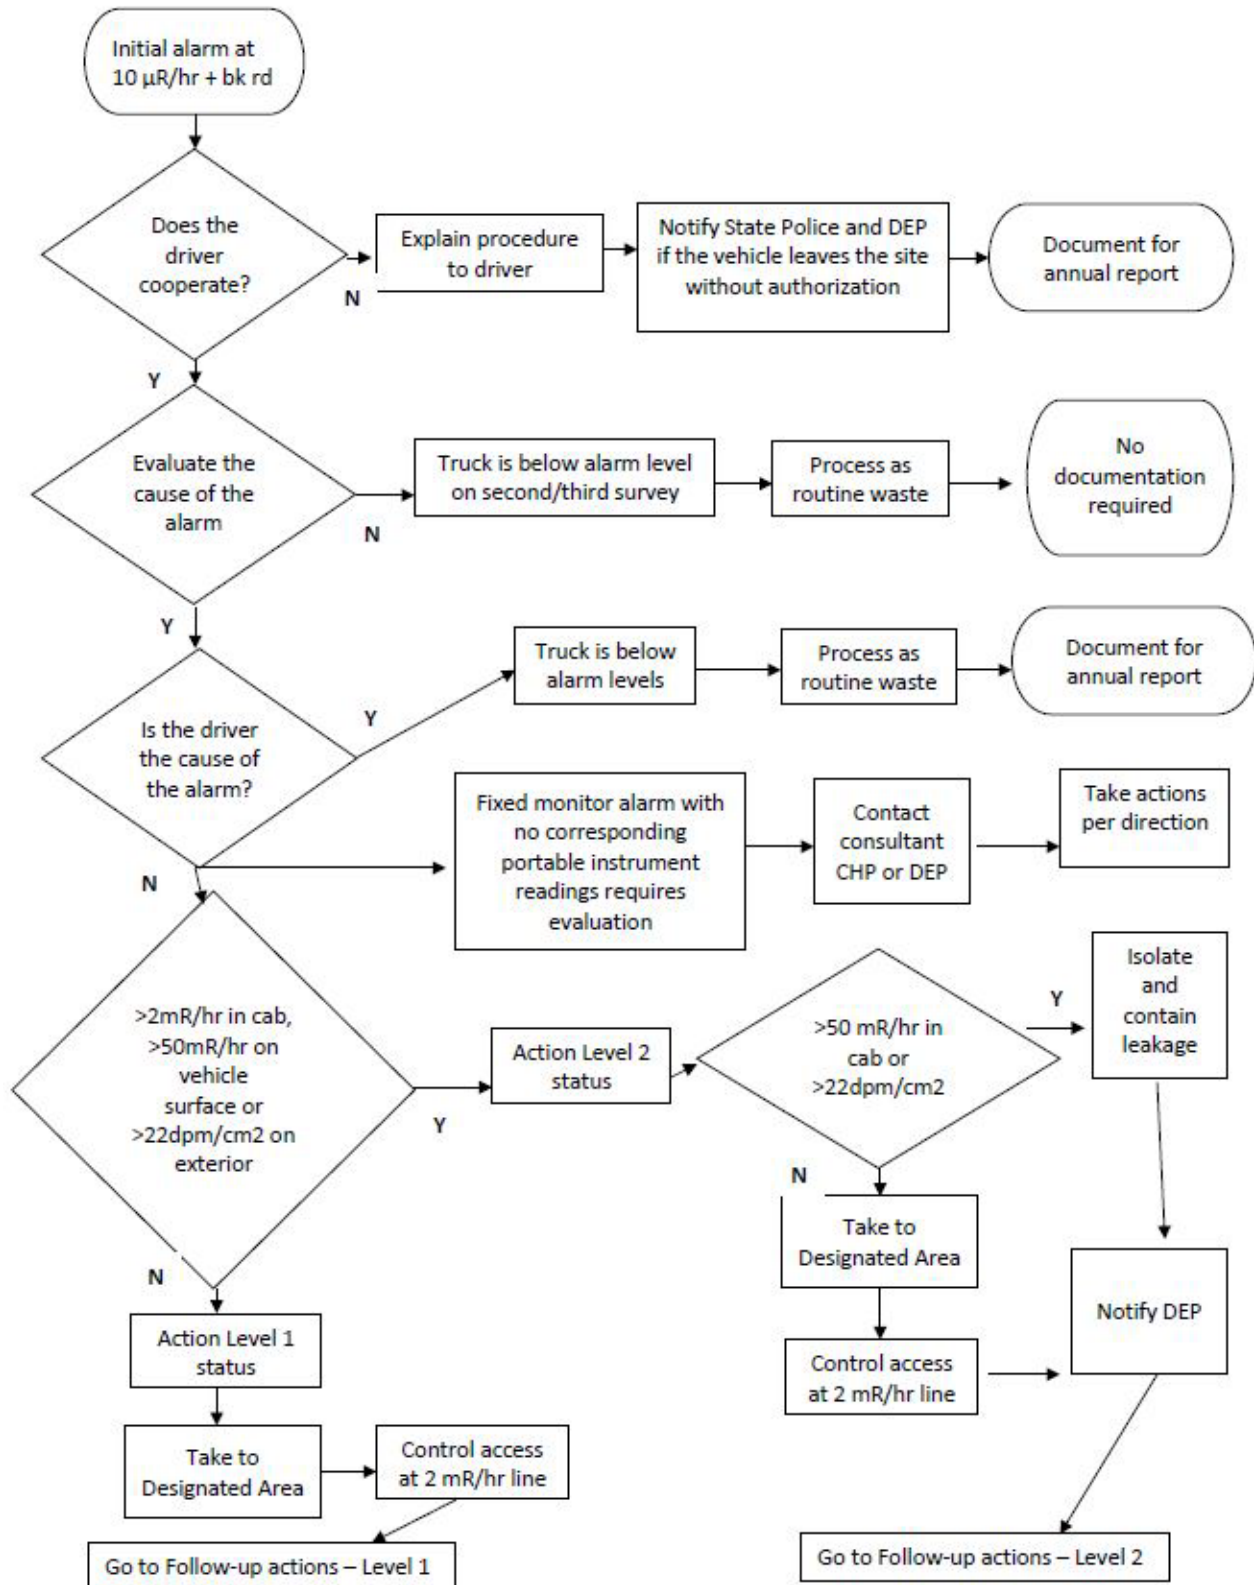 Initial alarm at
10 µR/hr + bk rd
Does the
driver
cooperate?
N
Explain procedure
to driver
Notify State Police and DEP
if the vehicle leaves the site
without authorization
Document for
annual report
Y
Evaluate the
cause of the
alarm
N
Truck is below alarm level
on second/third survey
Process as
routine waste
No
documentation
required
Y
Is the driver
the cause of
the alarm?
Y
Truck is below
alarm levels
Process as
routine waste
Document for
annual report
N
Fixed monitor alarm with
no corresponding
portable instrument
readings requires
evaluation
Contact
consultant
CHP or DEP
Take actions
per direction
>2mR/hr in cab,
>50mR/hr on
vehicle
surface or
>22dpm/cm2 on
exterior
Y
Action Level 2
status
>50 mR/hr in
cab or
>22dpm/cm2
Y
Isolate
and
contain
leakage
N
Take to
Designated Area
Control access
at 2 mR/hr line
Notify DEP
Go to Follow-up actions – Level 2
N
Action Level 1
status
Take to
Designated Area
Control access
at 2 mR/hr line
Go to Follow-up actions – Level 1